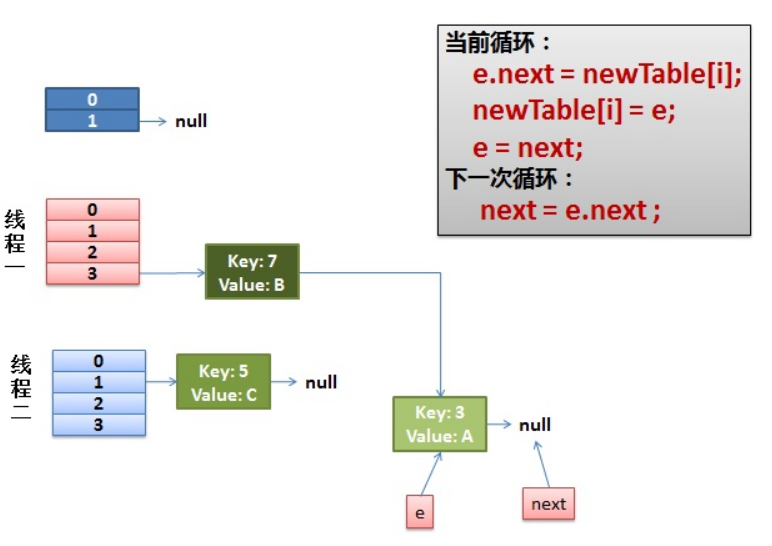 当前循环：
e.next = newTable[i];
newTable[i] = e;
e = next;
下一次循环：
next = e.next ;
0
1
null
线程一
0
1
2
3
Key: 7
Value: B
线程二
0
1
2
3
Key: 5
Value: C
null
Key: 3
Value: A
null
e
next